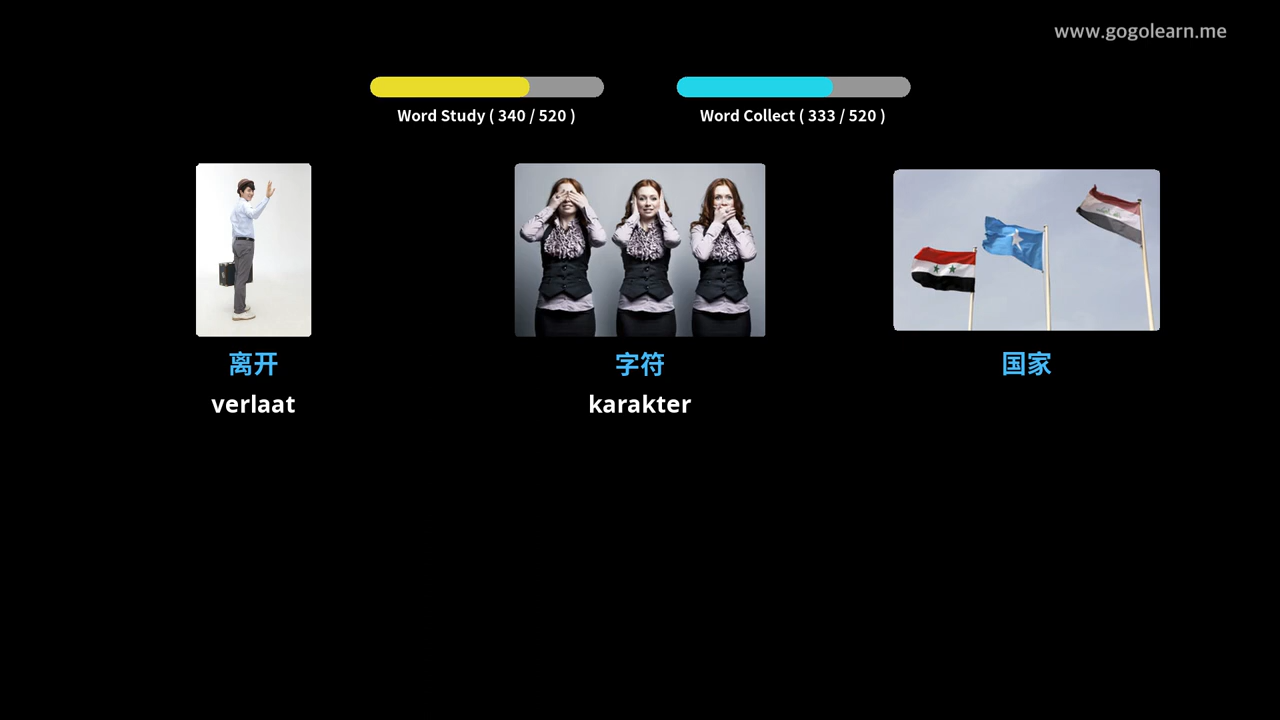 www.gogolearn.me
Word Study ( 340 / 520 )
Word Collect ( 333 / 520 )
离开
字符
国家
verlaat
karakter